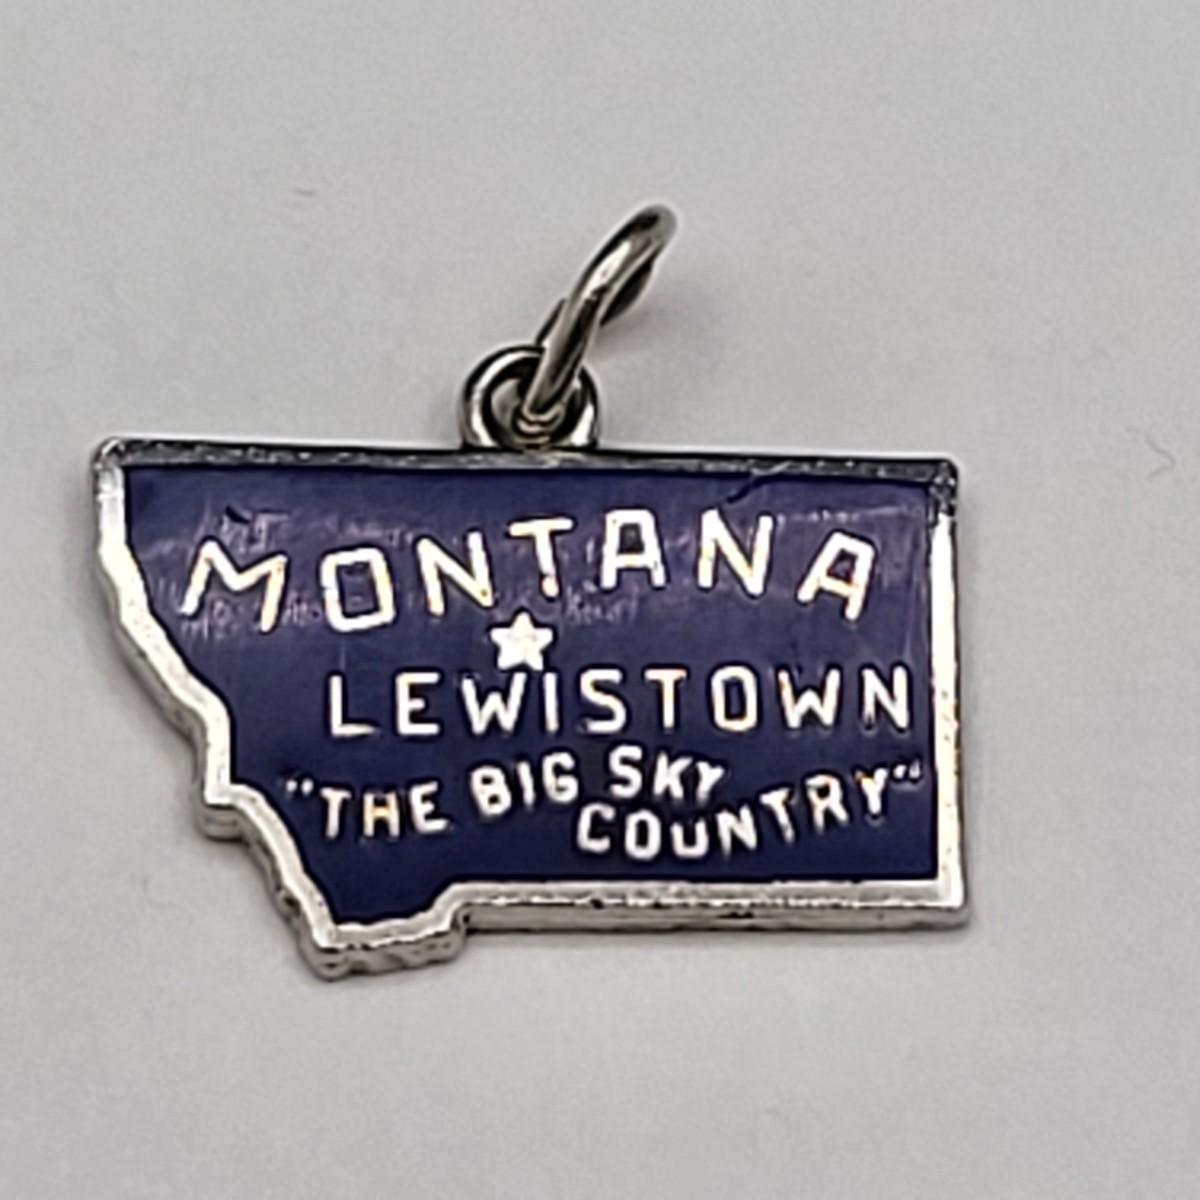 MONTANA
LEWISTOWN
"THE BIG SKY
COUNTRY"